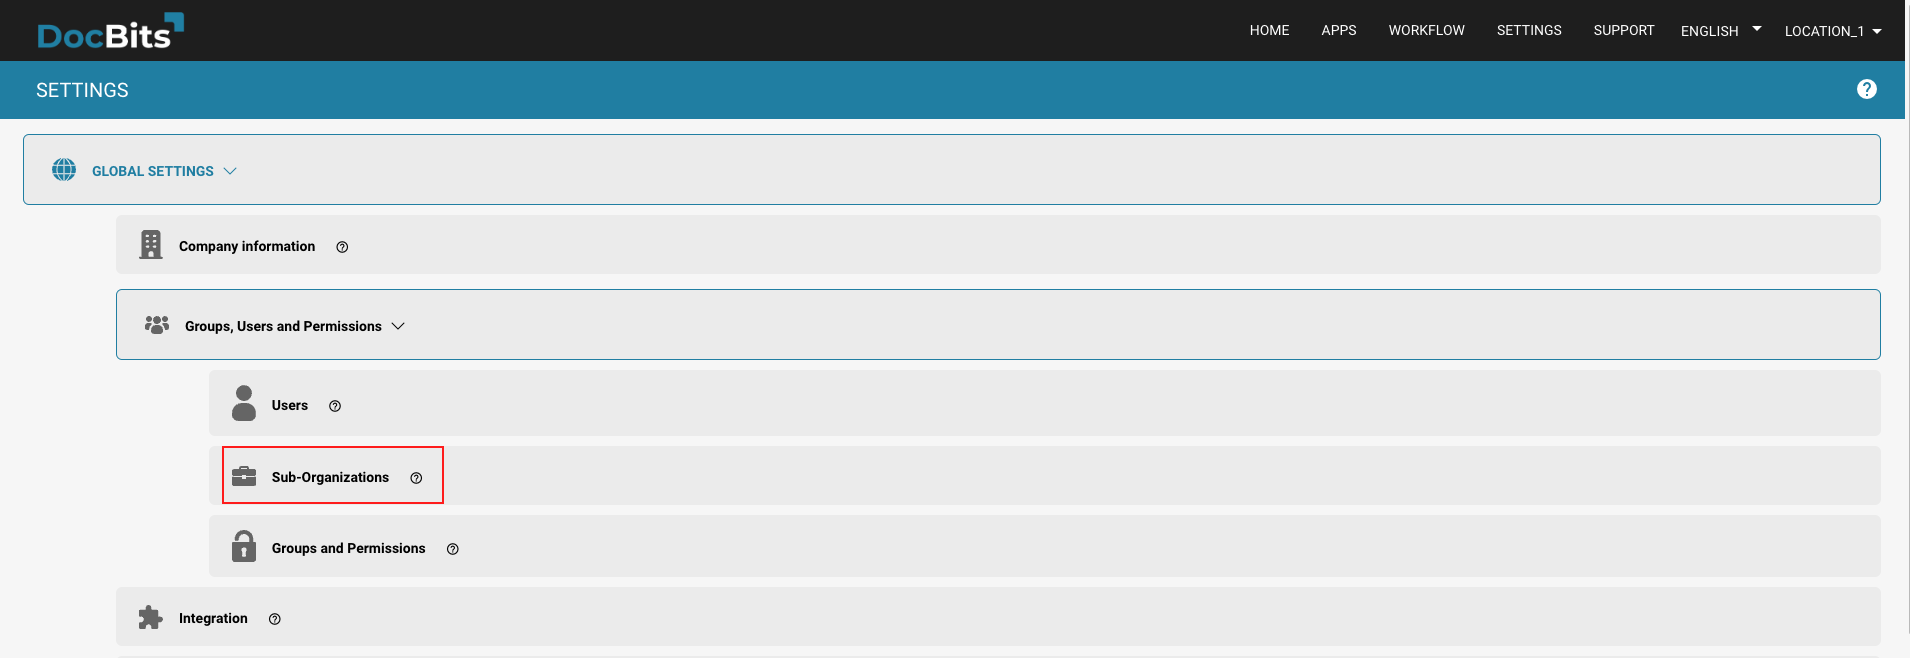 DocBits
HOME APPS WORKFLOW SETTINGS SUPPORT ENGLISH LOCATION_1
SETTINGS
GLOBAL SETTINGS
Company information
Groups, Users and Permissions
Users
Sub-Organizations
Groups and Permissions
Integration